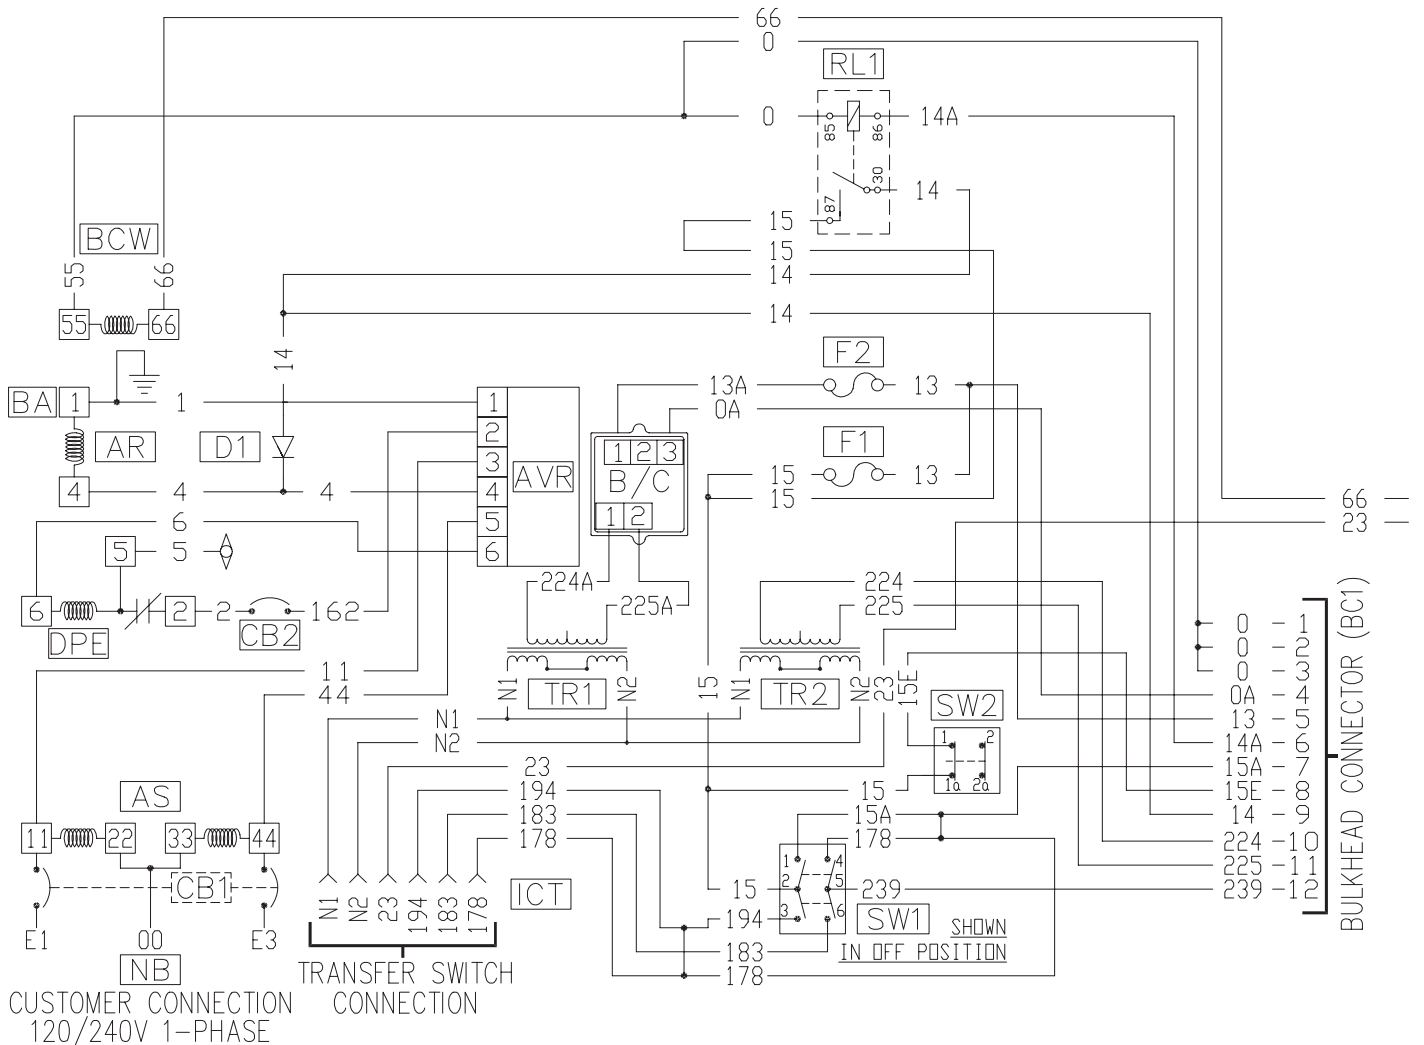 66
0
RL1
0
85
86
14A
30
14
87
15
15
14
14
BCW
55
66
55
66
14
F2
13A
13
0A
BA
1
1
1
2
3
4
5
6
AVR
AR
D1
4
4
4
1 2 3
B/C
1 2
F1
15
13
15
66
23
6
5
5
224A
225A
224
225
6
DPE
2
2
CB2
162
11
44
N1
TR1
N2
15
N1
TR2
N2
23
15E
SW2
1
2
1a
2a
N1
N2
23
194
183
178
15
15A
178
0 - 1
0 - 2
0 - 3
0A - 4
13 - 5
14A - 6
15A - 7
15E - 8
14 - 9
224 - 10
225 - 11
239 - 12
BULKHEAD CONNECTOR (BC1)
AS
11
22
33
44
CB1
E1
00
E3
NB
CUSTOMER CONNECTION
120/240V 1-PHASE
N1
N2
23
194
183
178
ICT
TRANSFER SWITCH
CONNECTION
1
4
2
5
3
6
15
239
194
SW1
183
178
SHOWN
IN OFF POSITION